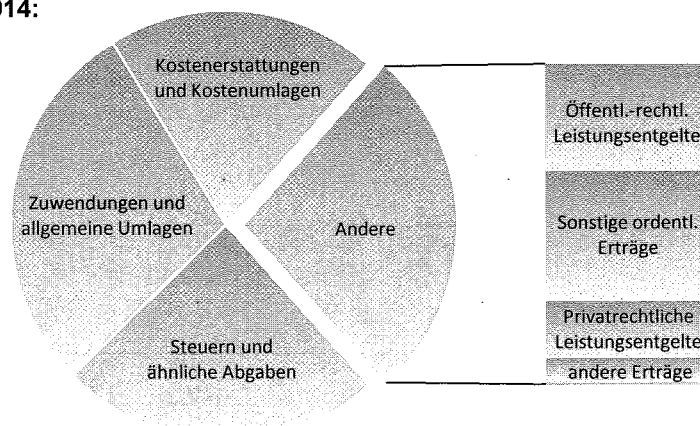 014:
Kostenerstattungen
und Kostenumlagen
Zuwendungen und
allgemeine Umlagen
Andere
Steuern und
ähnliche Abgaben
Öffentl.-rechtl.
Leistungsentgelte
Sonstige ordentl.
Erträge
Privatrechtliche
Leistungsentgelte
andere Erträge